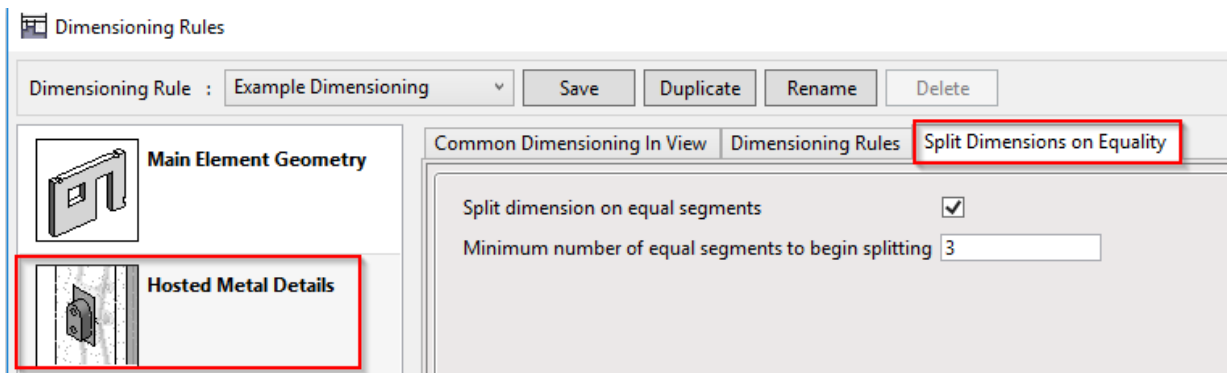 Dimensioning Rules
Dimensioning Rule : Example Dimensioning Save Duplicate Rename Delete
Main Element Geometry
Hosted Metal Details
Common Dimensioning In View Dimensioning Rules Split Dimensions on Equality
Split dimension on equal segments
Minimum number of equal segments to begin splitting 3